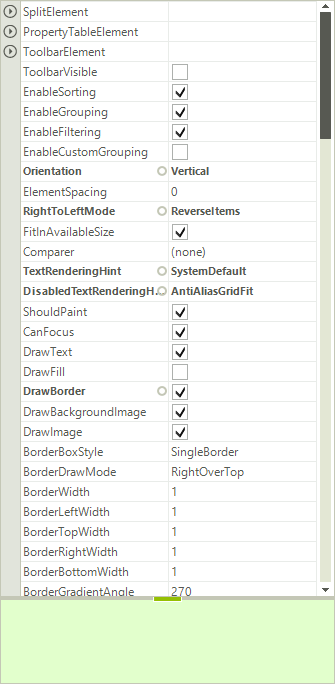 SplitElement
PropertyTableElement
ToolbarElement
ToolbarVisible
EnableSorting
EnableGrouping
EnableFiltering
EnableCustomGrouping
Orientation Vertical
ElementSpacing 0
RightToLeftMode ReverseItems
FitInAvailableSize
Comparer (none)
TextRenderingHint SystemDefault
DisabledTextRenderingH... AntiAliasGridFit
ShouldPaint
CanFocus
DrawText
DrawFill
DrawBorder
DrawBackgroundImage
DrawImage
BorderBoxStyle SingleBorder
BorderDrawMode RightOverTop
BorderWidth 1
BorderLeftWidth 1
BorderTopWidth 1
BorderRightWidth 1
BorderBottomWidth 1
BorderGradientAngle 270